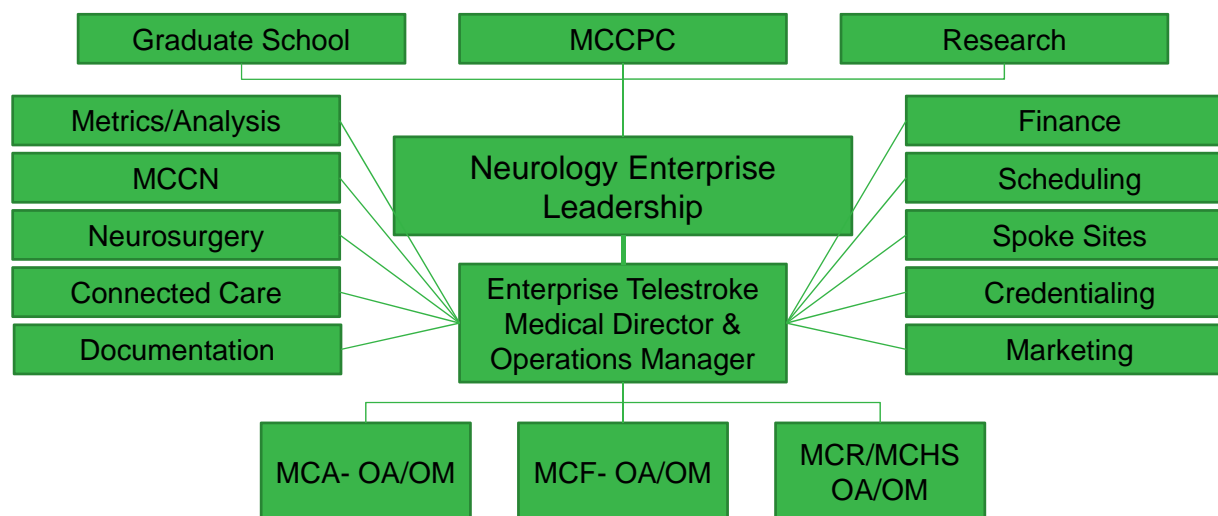 Graduate School
MCCPC
Research
Metrics/Analysis
MCCN
Neurosurgery
Connected Care
Documentation
Neurology Enterprise
Leadership
Enterprise Telestroke
Medical Director &
Operations Manager
Finance
Scheduling
Spoke Sites
Credentialing
Marketing
MCA- OA/OM
MCF- OA/OM
MCR/MCHS
OA/OM